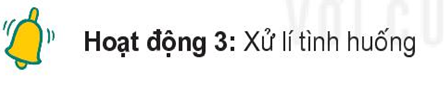 Hoạt động 3: Xử lí tình huống